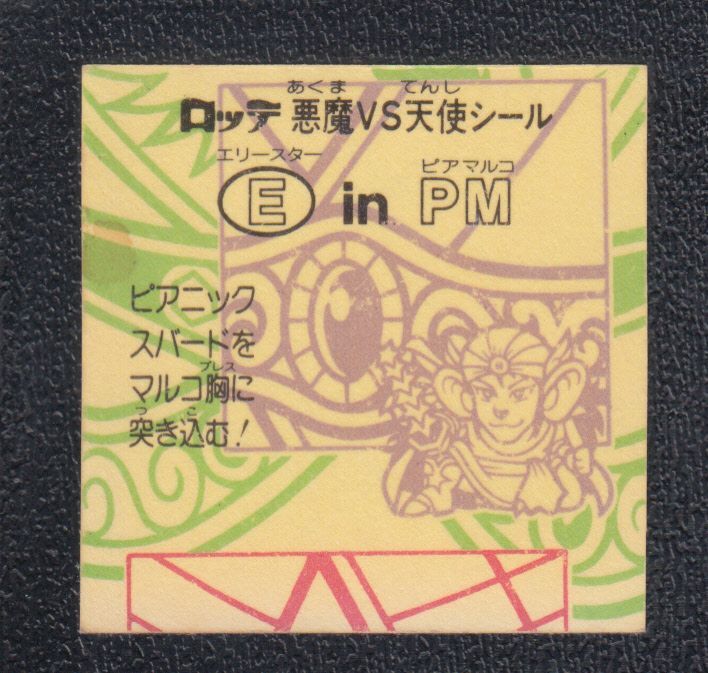 あくま てんし
ロッテ 悪魔VS天使シール
エリースター ピアマルコ
E in PM
ピアニック
スバードを
プレス
マルコ胸に
つ こ
突き込む!